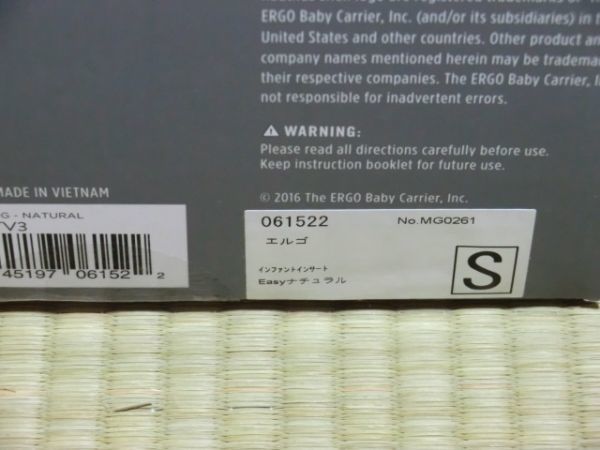 ERGO Baby Carrier, Inc. (and/or its subsidiaries) in t
United States and other countries. Other product an
company names mentioned herein may be trademar
their respective companies. The ERGO Baby Carrier, I
not responsible for inadvertent errors.
⚠ WARNING:
Please read all directions carefully before use.
Keep instruction booklet for future use.
© 2016 The ERGO Baby Carrier, Inc.
MADE IN VIETNAM
G - NATURAL
V3
45197 06152 2
061522 No.MG0261
エルゴ
インファントインサート
Easyナチュラル
S